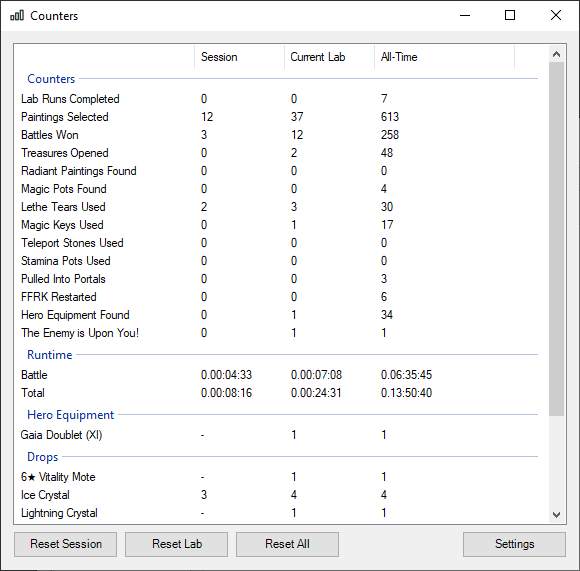 Counters
Session Current Lab All-Time
Counters
Lab Runs Completed 0 0 7
Paintings Selected 12 37 613
Battles Won 3 12 258
Treasures Opened 0 2 48
Radiant Paintings Found 0 0 0
Magic Pots Found 0 0 4
Lethe Tears Used 2 3 30
Magic Keys Used 0 1 17
Teleport Stones Used 0 0 0
Stamina Pots Used 0 0 0
Pulled Into Portals 0 0 3
FFRK Restarted 0 0 6
Hero Equipment Found 0 1 34
The Enemy is Upon You! 0 1 1
Runtime
Battle 0.00:04:33 0.00:07:08 0.06:35:45
Total 0.00:08:16 0.00:24:31 0.13:50:40
Hero Equipment
Gaia Doublet (XI) - 1 1
Drops
6★ Vitality Mote - 1 1
Ice Crystal 3 4 4
Lightning Crystal - 1 1
Reset Session Reset Lab Reset All Settings